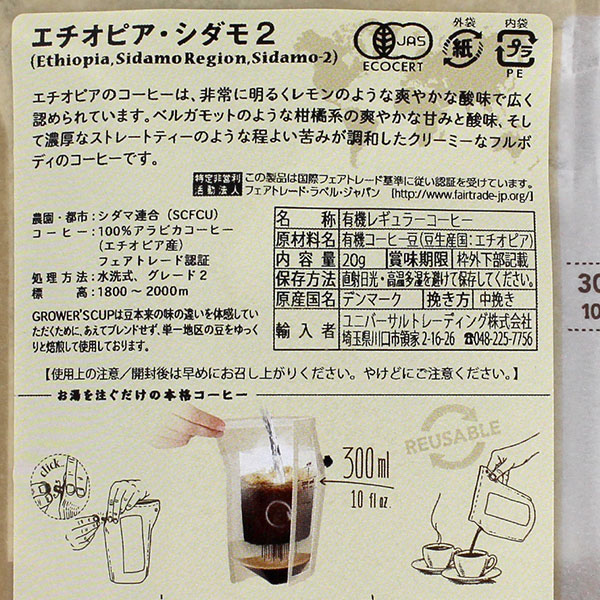 エチオピア・シダモ2
(Ethiopia,Sidamo Region,Sidamo-2)
JAS
ECOCERT
外袋
紙
内袋
プラ
PE
エチオピアのコーヒーは、非常に明るくレモンのような爽やかな酸味で広く
認められています。ベルガモットのような柑橘系の爽やかな甘みと酸味、そし
て濃厚なストレートティーのような程よい苦みが調和したクリーミーなフルボ
ディのコーヒーです。
特定非営利
活動法人
この製品は国際フェアトレード基準に従い認証を受けています。
フェアトレード・ラベル・ジャパン [http://www.fairtrade-jp.org/]
農園・都市：シダマ連合（SCFCU）
コーヒー：100%アラビカコーヒー
（エチオピア産）
フェアトレード認証
処理方法：水洗式、グレード2
標高：1800～2000m
GROWER'SCUPは豆本来の味の違いを体感してい
ただくために、あえてブレンドせず、単一地区の豆をゆっく
りと焙煎して使用しております。
名称 有機レギュラーコーヒー
原材料名 有機コーヒー豆(豆生産国：エチオピア)
内容量 20g 賞味期限 枠外下部記載
保存方法 直射日光・高温多湿を避けて保存してください。
原産国名 デンマーク 挽き方 中挽き
輸入者 ユニバーサルトレーディング株式会社
埼玉県川口市領家2-16-26 ☎048-225-7756
【使用上の注意／開封後は早めにお召し上がりください。やけどにご注意ください。】
お湯を注ぐだけの本格コーヒー
click
300ml
10 fl oz.
REUSABLE
30
10